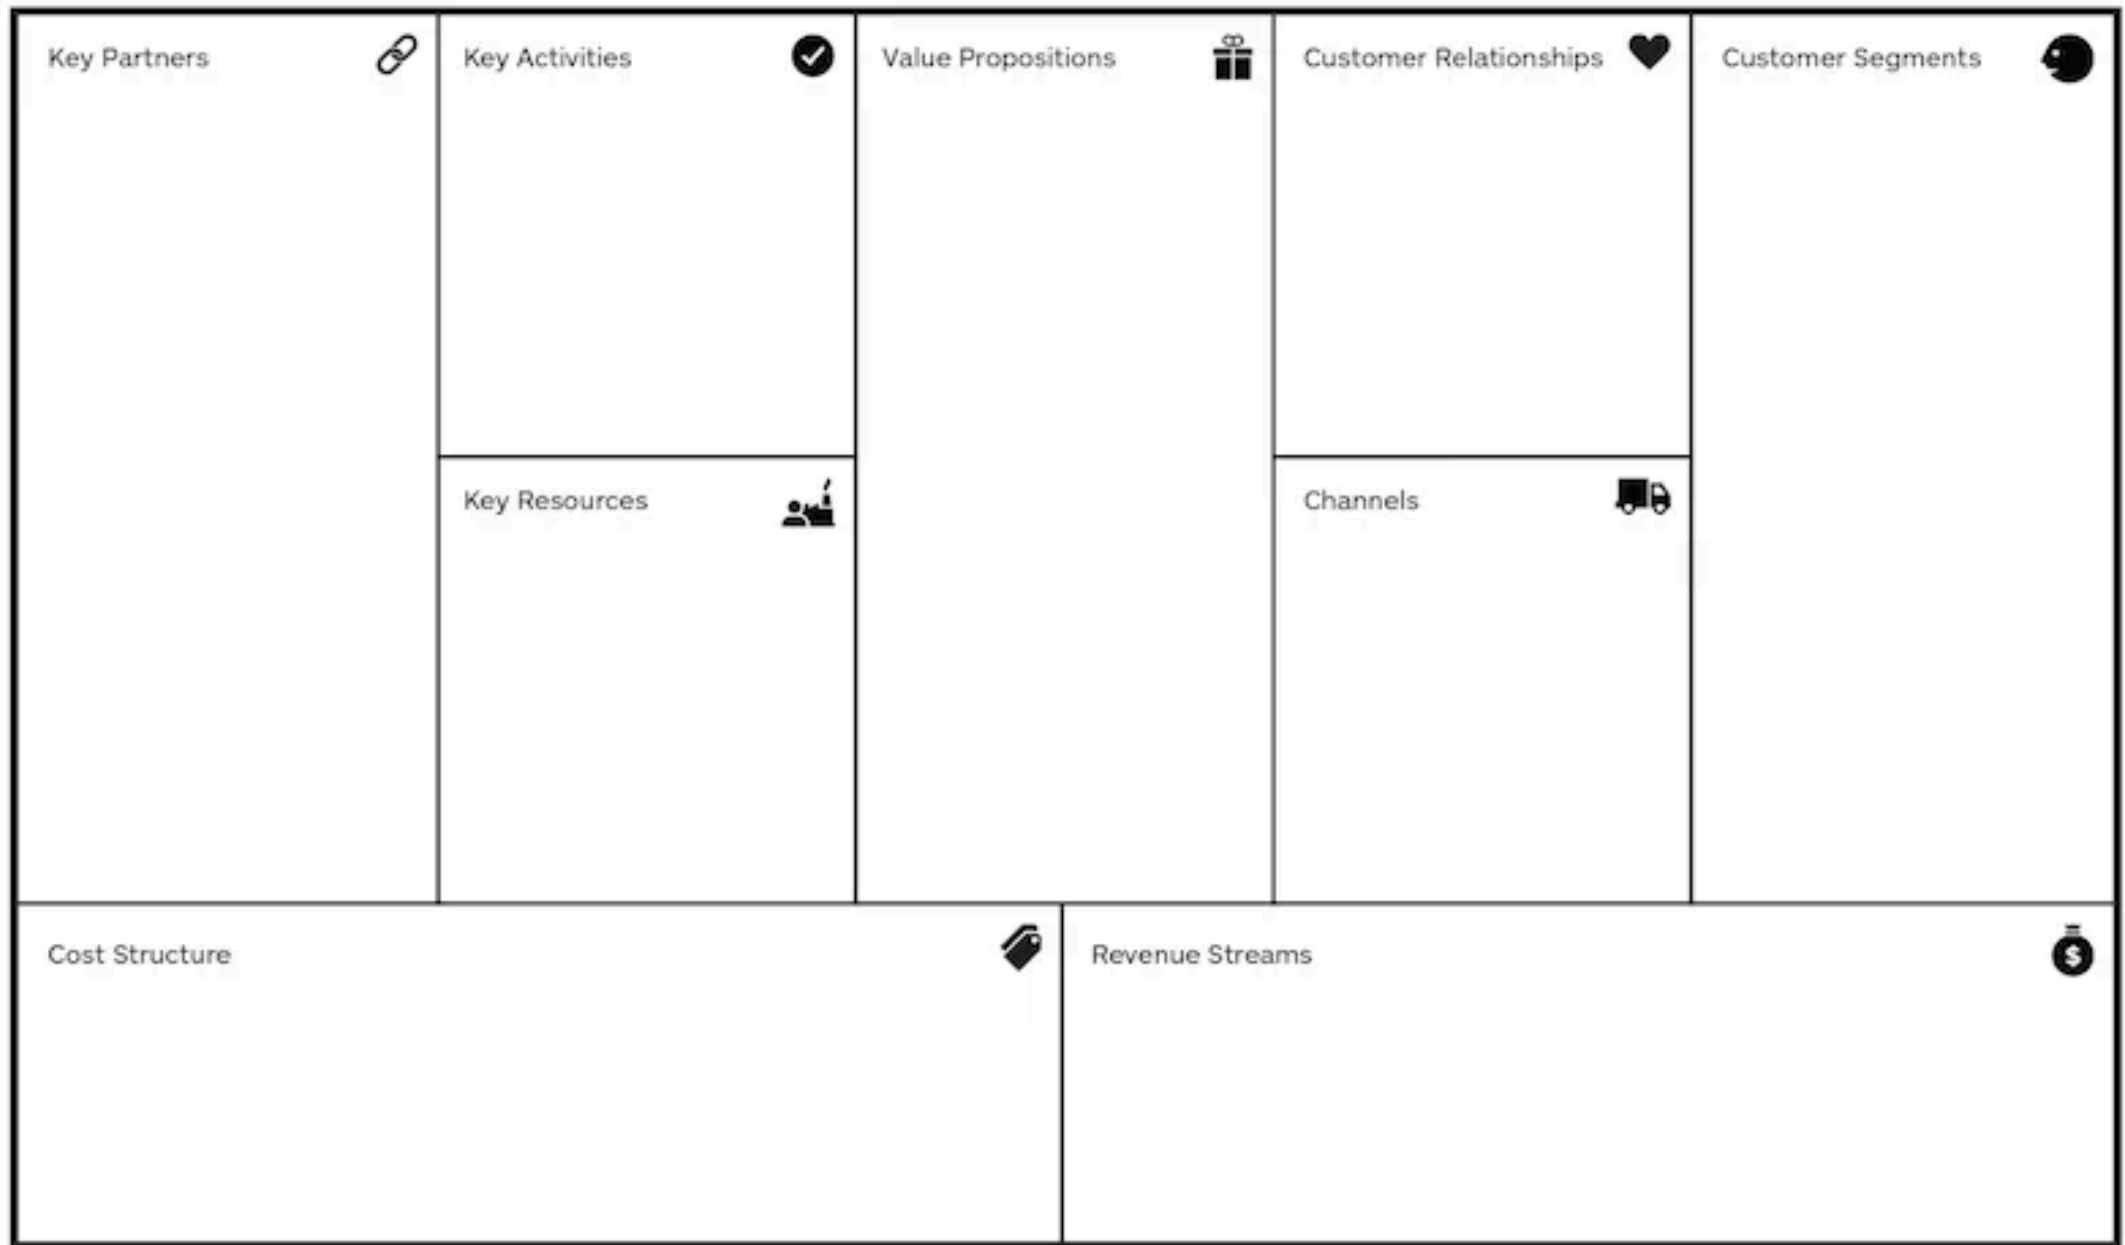 Key Partners
Key Activities
Value Propositions
Customer Relationships
Customer Segments
Key Resources
Channels
Cost Structure
Revenue Streams
$